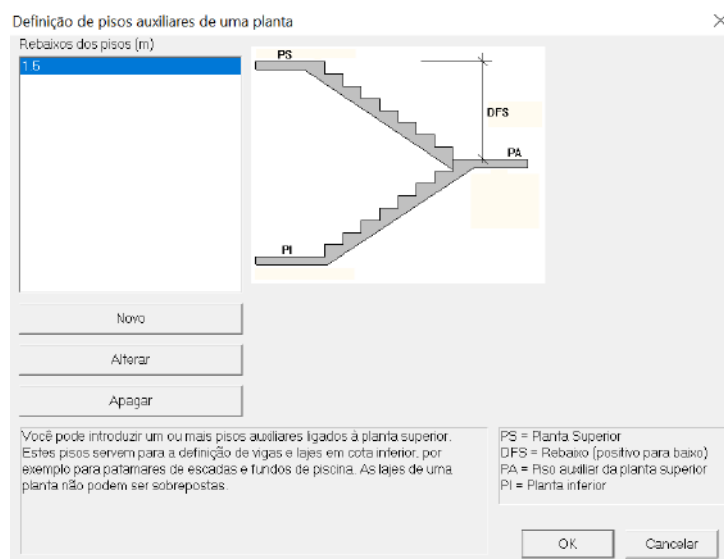 Definição de pisos auxiliares de uma planta
Rebaixos dos pisos (m)
1.5
PS
DFS
PA
PI
Novo
Alterar
Apagar
Você pode introduzir um ou mais pisos auxiliares ligados à planta superior.
Estes pisos servem para a definição de vigas e lajes em cota inferior, por
exemplo para patamares de escadas e fundos de piscina. As lajes de uma
planta não podem ser sobrepostas.
PS = Planta Superior
DFS = Rebaixo (positivo para baixo)
PA = Piso auxiliar da planta superior
PI = Planta inferior
OK
Cancelar